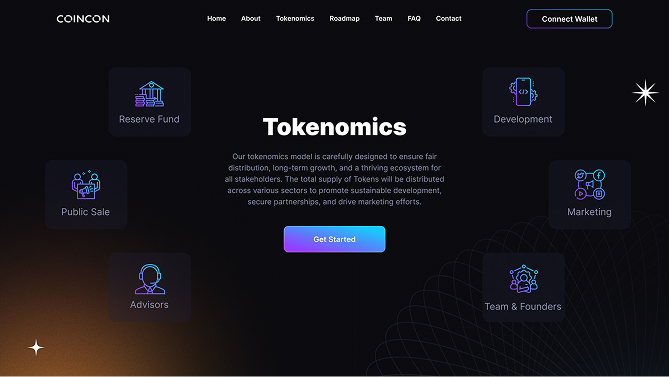 COINCON
Home About Tokenomics Roadmap Team FAQ Contact
Connect Wallet
Reserve Fund
Development
Tokenomics
Our tokenomics model is carefully designed to ensure fair
distribution, long-term growth, and a thriving ecosystem for
all stakeholders. The total supply of Tokens will be distributed
across various sectors to promote sustainable development,
secure partnerships, and drive marketing efforts.
Public Sale
Marketing
Get Started
Advisors
Team & Founders